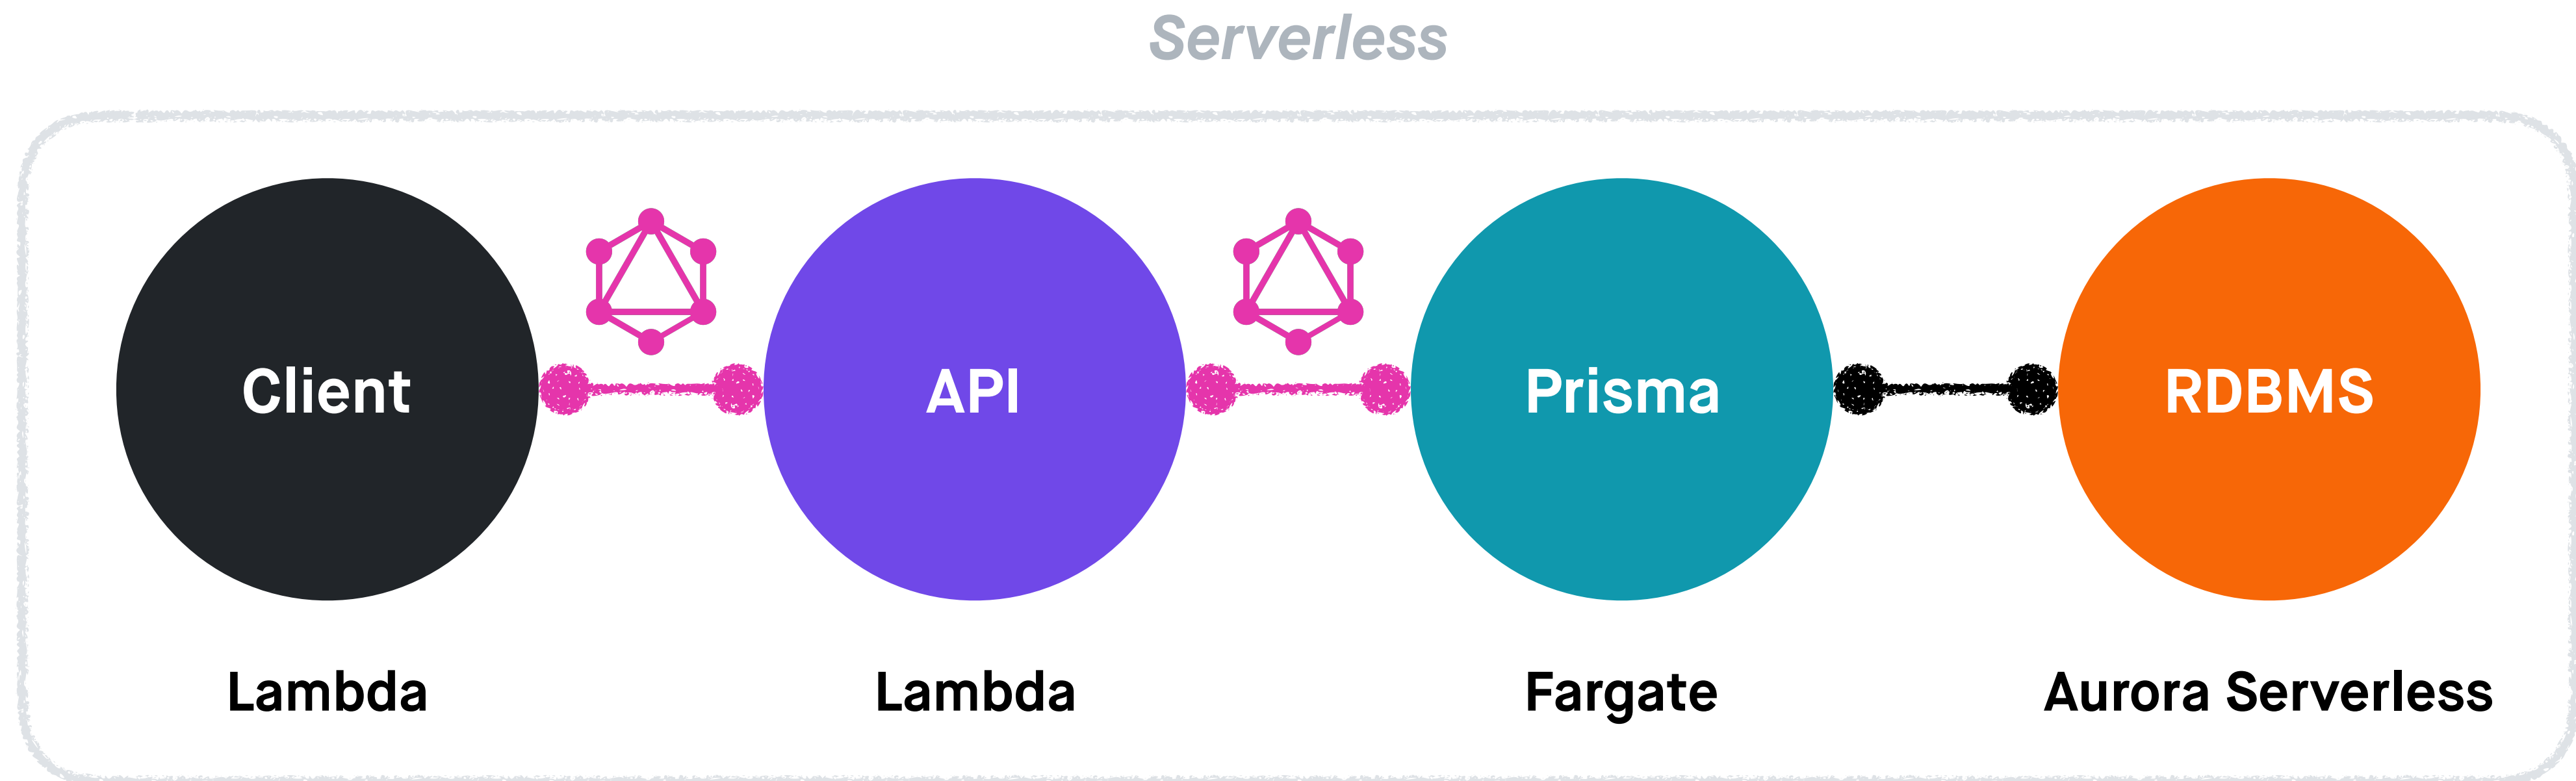 Serverless
Client
API
Prisma
RDBMS
Lambda
Lambda
Fargate
Aurora Serverless